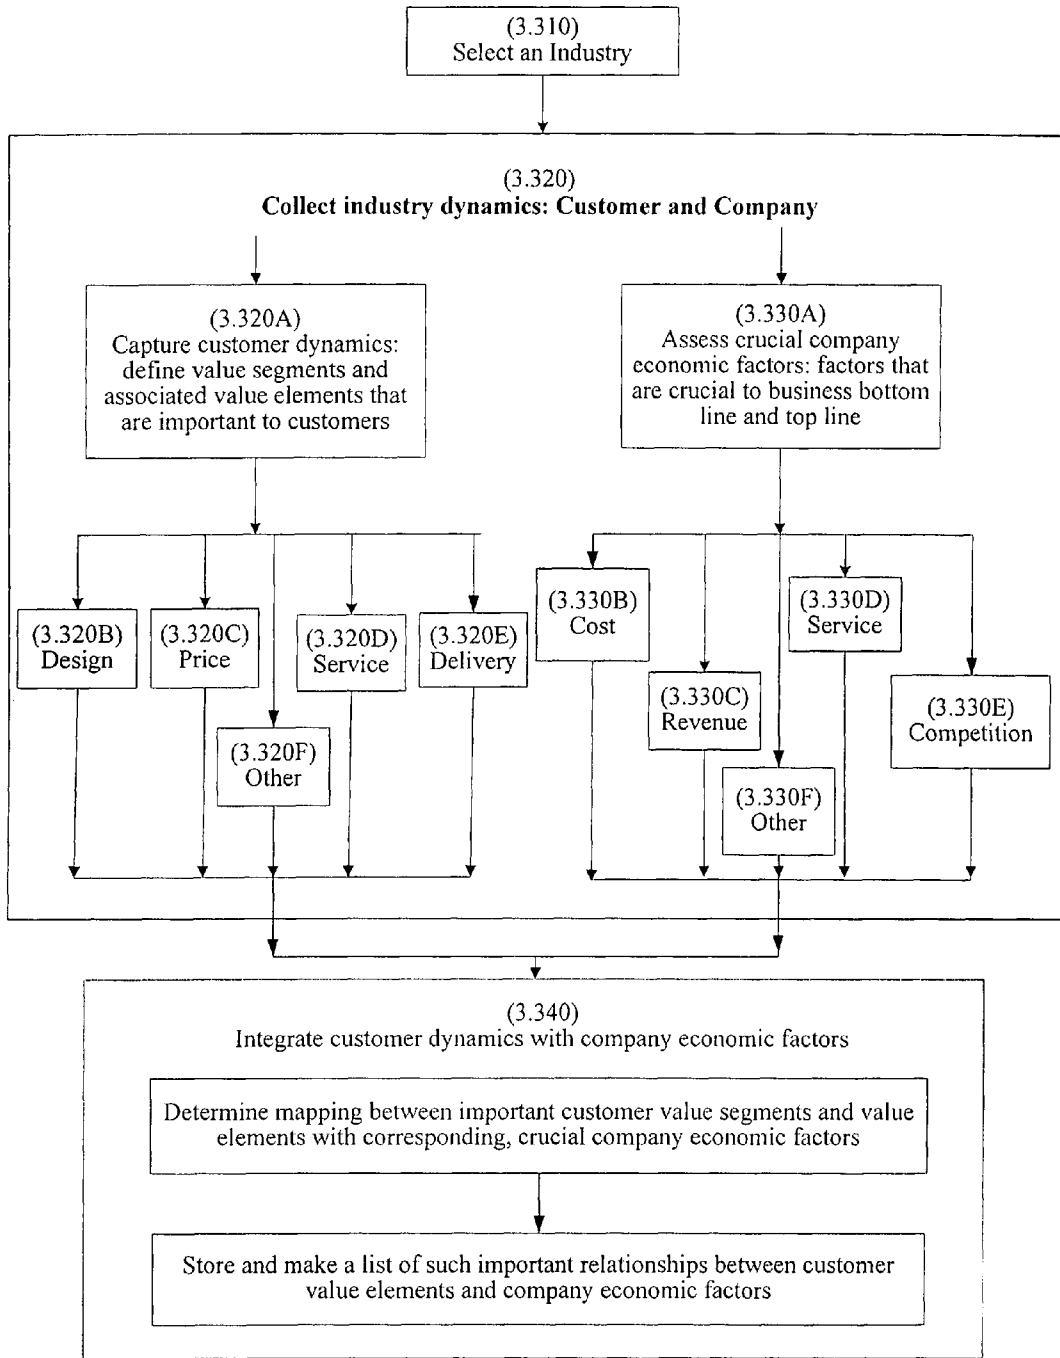 (3.310)
Select an Industry
(3.320)
Collect industry dynamics: Customer and Company
(3.320A)
Capture customer dynamics:
define value segments and
associated value elements that
are important to customers
(3.330A)
Assess crucial company
economic factors: factors that
are crucial to business bottom
line and top line
(3.320B)
Design
(3.320C)
Price
(3.320F)
Other
(3.320D)
Service
(3.320E)
Delivery
(3.330B)
Cost
(3.330C)
Revenue
(3.330F)
Other
(3.330D)
Service
(3.330E)
Competition
(3.340)
Integrate customer dynamics with company economic factors
Determine mapping between important customer value segments and value
elements with corresponding, crucial company economic factors
Store and make a list of such important relationships between customer
value elements and company economic factors